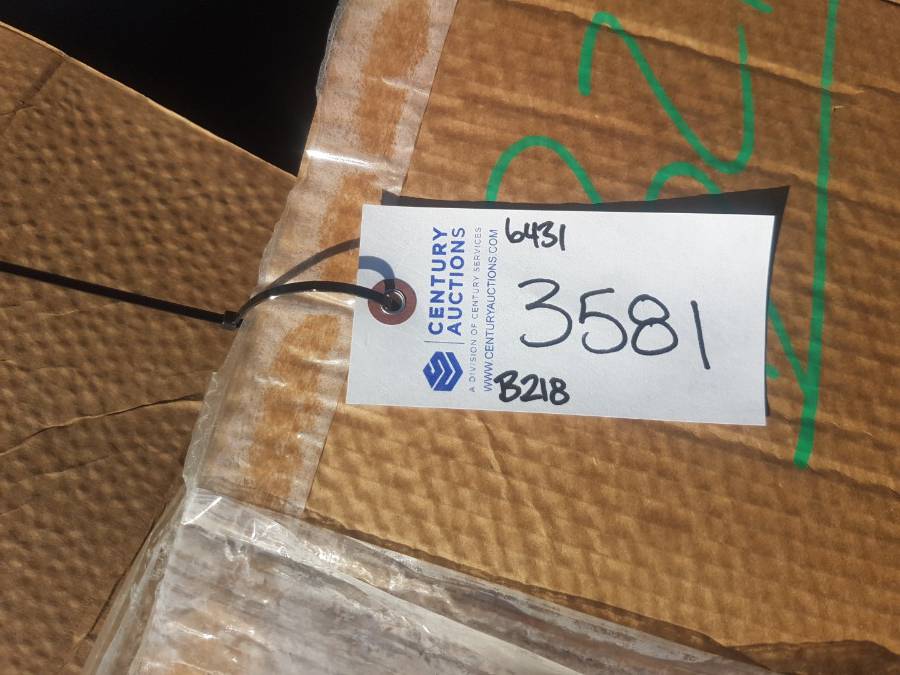 CENTURY
AUCTIONS
A DIVISION OF CENTURY SERVICES
WWW.CENTURYAUCTIONS.COM
6431
3581
B218